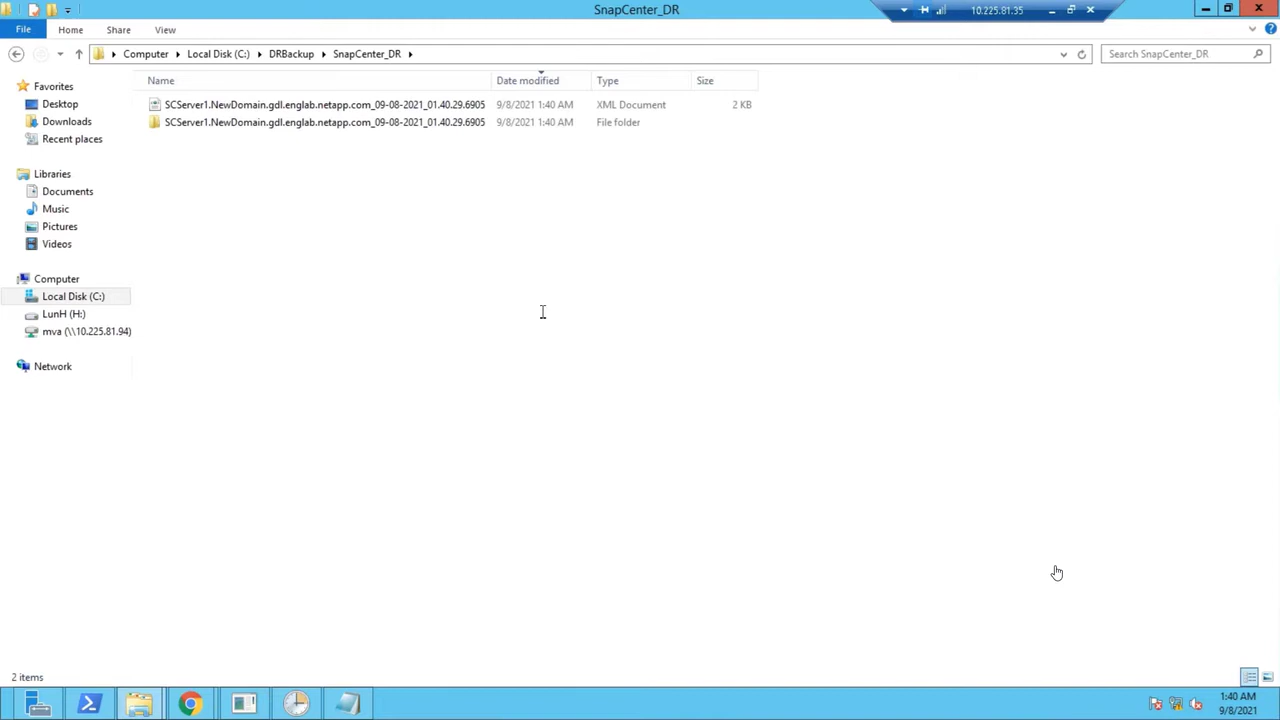 SnapCenter_DR
10.225.81.35
File Home Share View
Computer Local Disk (C:) DRBackup SnapCenter_DR
Search SnapCenter_DR
Name Date modified Type Size
SCServer1.NewDomain.gdl.englab.netapp.com_09-08-2021_01.40.29.6905 9/8/2021 1:40 AM XML Document 2 KB
SCServer1.NewDomain.gdl.englab.netapp.com_09-08-2021_01.40.29.6905 9/8/2021 1:40 AM File folder
Favorites
Desktop
Downloads
Recent places
Libraries
Documents
Music
Pictures
Videos
Computer
Local Disk (C:)
LunH (H:)
mva (\\10.225.81.94)
Network
2 items
1:40 AM
9/8/2021